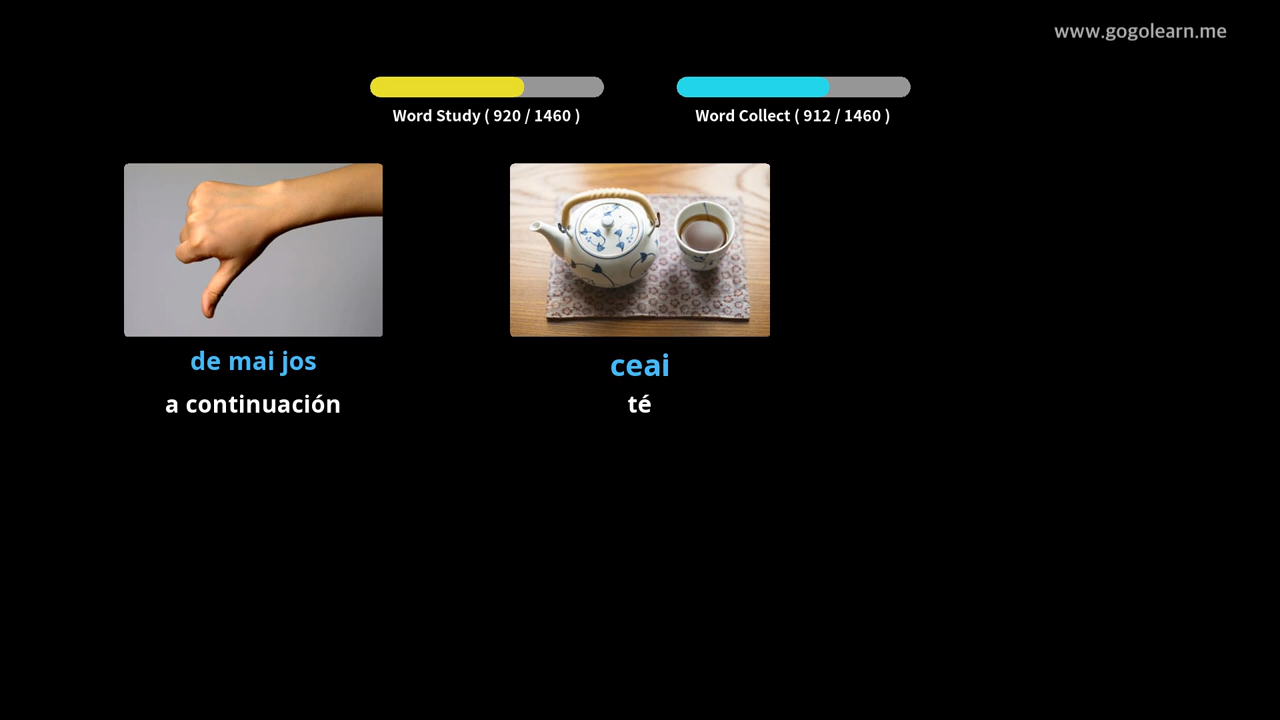 www.gogolearn.me
Word Study ( 920 / 1460 )
Word Collect ( 912 / 1460 )
de mai jos
a continuación
ceai
té